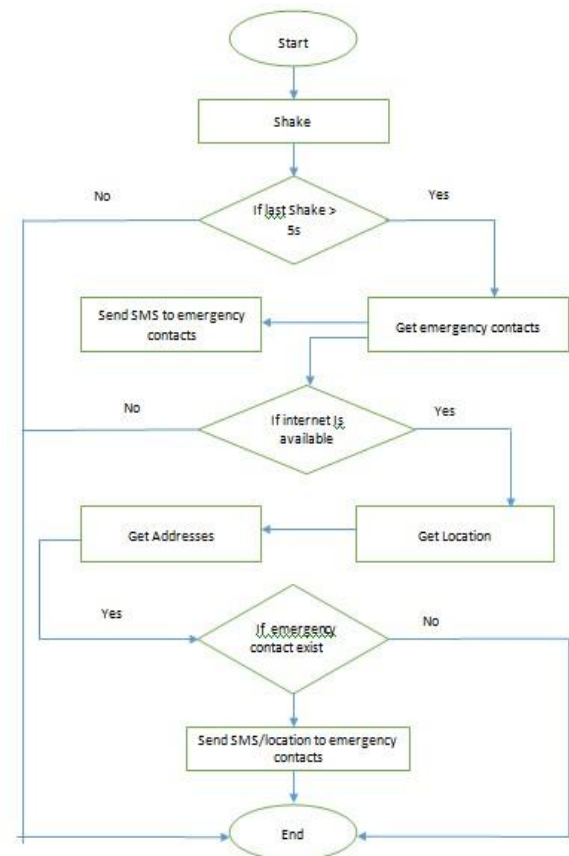 Start
Shake
No
Yes
If last Shake >
5s
Send SMS to emergency
contacts
Get emergency contacts
No
Yes
If internet Is
available
Get Addresses
Get Location
Yes
No
If emergency
contact exist
Send SMS/location to emergency
contacts
End